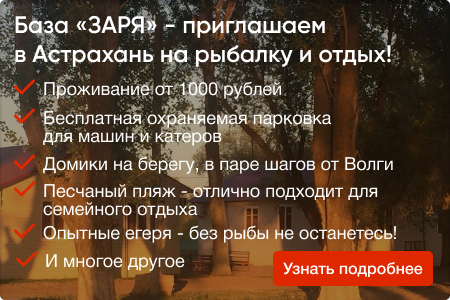 База «ЗАРЯ» - приглашаем
в Астрахань на рыбалку и отдых!
Проживание от 1000 рублей
Бесплатная охраняемая парковка
для машин и катеров
Домики на берегу, в паре шагов от Волги
Песчаный пляж - отлично подходит для
семейного отдыха
Опытные егеря - без рыбы не останетесь!
И многое другое
Узнать подробнее